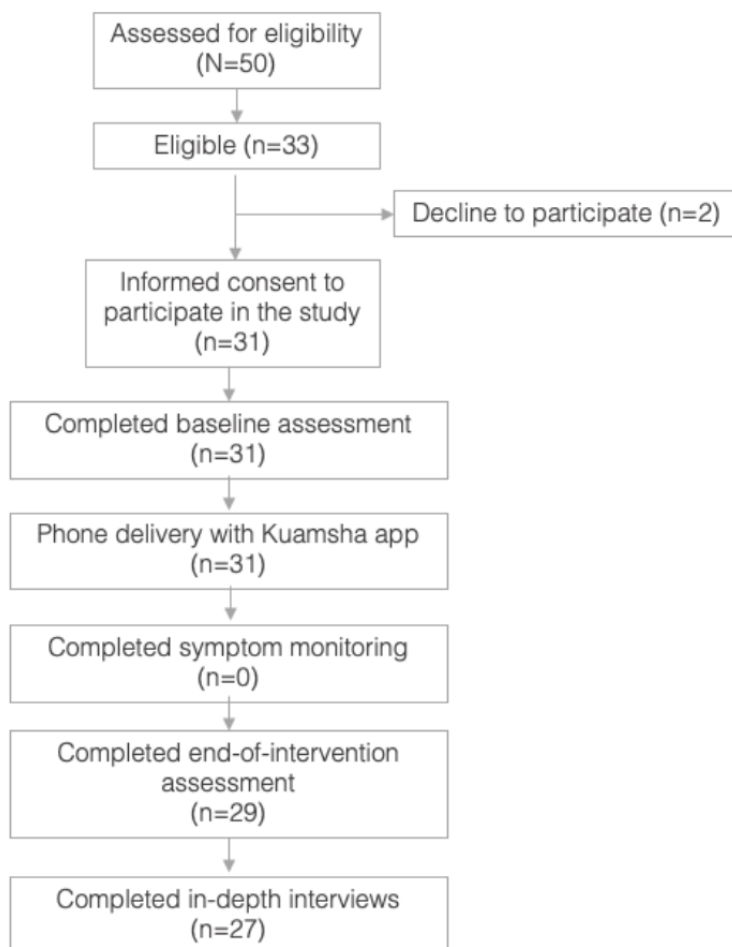 Assessed for eligibility
(N=50)
Eligible (n=33)
Decline to participate (n=2)
Informed consent to
participate in the study
(n=31)
Completed baseline assessment
(n=31)
Phone delivery with Kuamsha app
(n=31)
Completed symptom monitoring
(n=0)
Completed end-of-intervention
assessment
(n=29)
Completed in-depth interviews
(n=27)